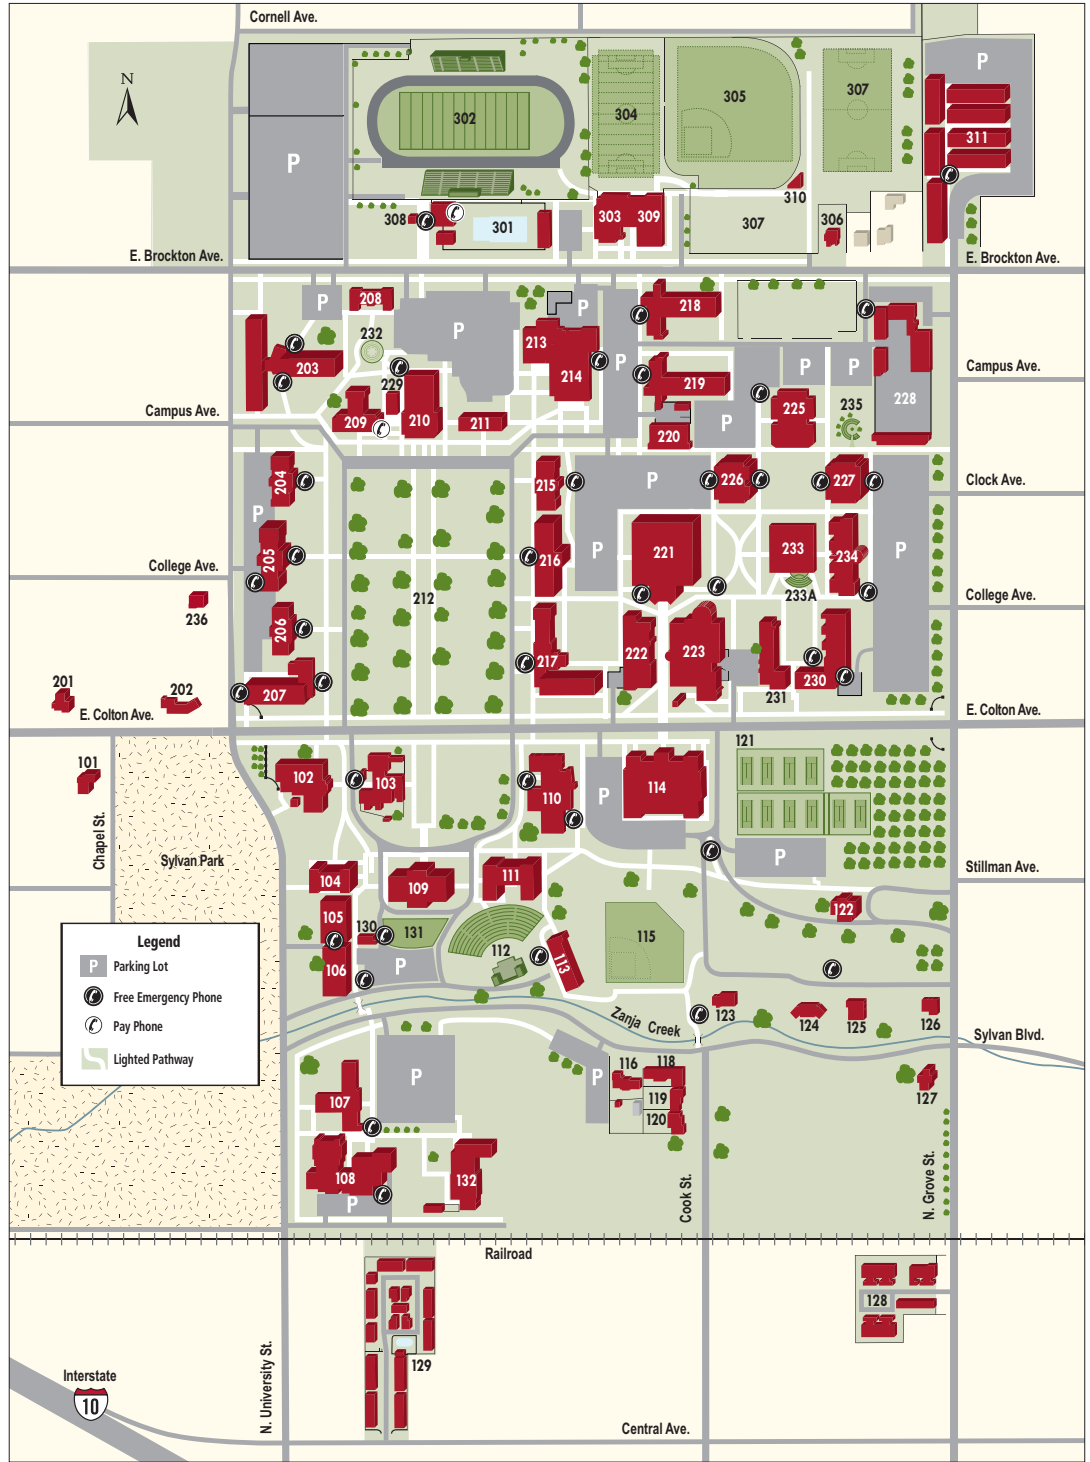 Cornell Ave.
N
P
P
302
304
305
307
311
308
301
303
309
307
310
306
E. Brockton Ave.
E. Brockton Ave.
208
P
P
P
218
232
213
P
203
214
Campus Ave.
229
219
P
P
228
Campus Ave.
209
210
211
P
225
235
220
204
215
P
226
227
Clock Ave.
P
205
216
P
221
233
234
P
College Ave.
233A
College Ave.
236
212
206
217
222
223
201
202
207
231
230
E. Colton Ave.
E. Colton Ave.
121
101
102
103
110
P
114
Chapel St.
Sylvan Park
P
Stillman Ave.
104
109
111
105
130
131
122
112
115
106
P
113
Legend
P Parking Lot
Free Emergency Phone
Pay Phone
Lighted Pathway
Zanja Creek
123
124
125
126
Sylvan Blvd.
116
118
P
P
119
127
107
120
108
132
P
Cook St.
N. Grove St.
Railroad
128
129
N. University St.
Interstate
10
Central Ave.